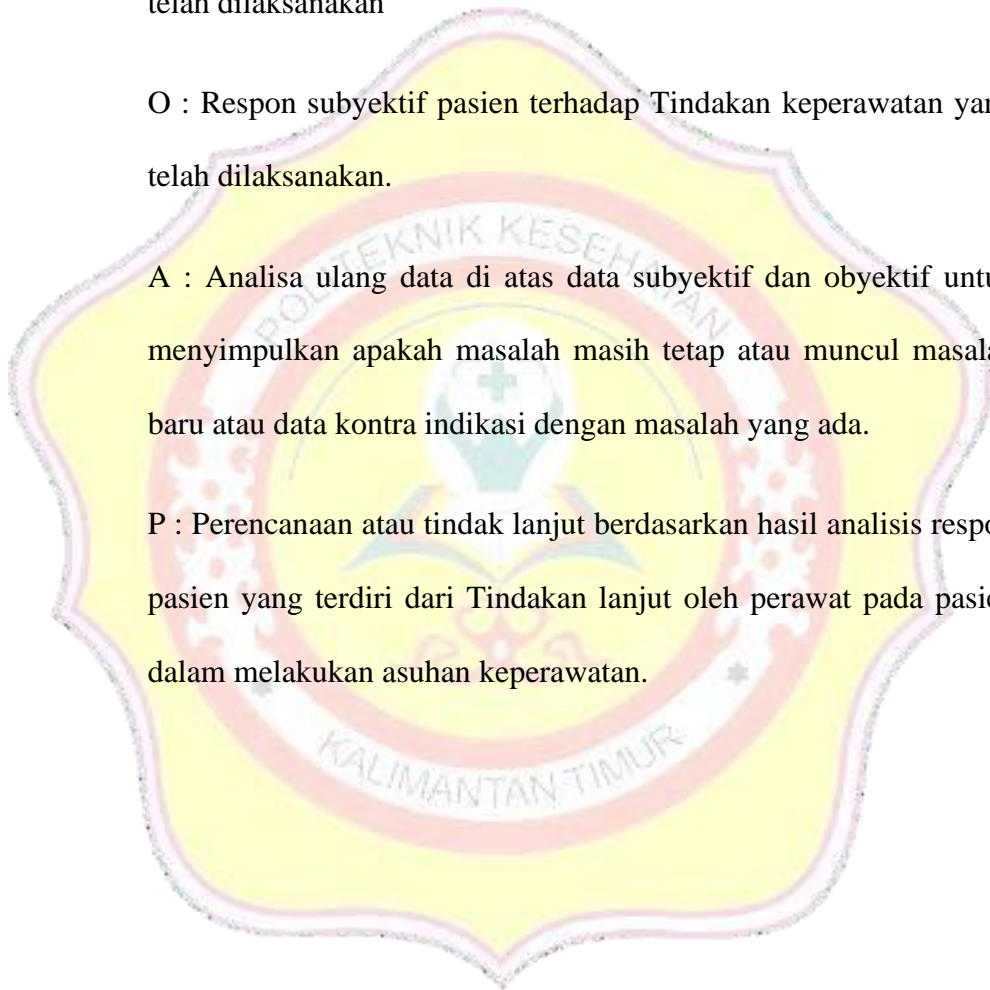 telah dilaksanakan
O : Respon subyektif pasien terhadap Tindakan keperawatan yan
telah dilaksanakan.
POLITEKNIK KESEHATAN
A : Analisa ulang data di atas data subyektif dan obyektif untu
menyimpulkan apakah masalah masih tetap atau muncul masala
baru atau data kontra indikasi dengan masalah yang ada.
P : Perencanaan atau tindak lanjut berdasarkan hasil analisis respo
pasien yang terdiri dari Tindakan lanjut oleh perawat pada pasie
dalam melakukan asuhan keperawatan.
KALIMANTAN TIMUR